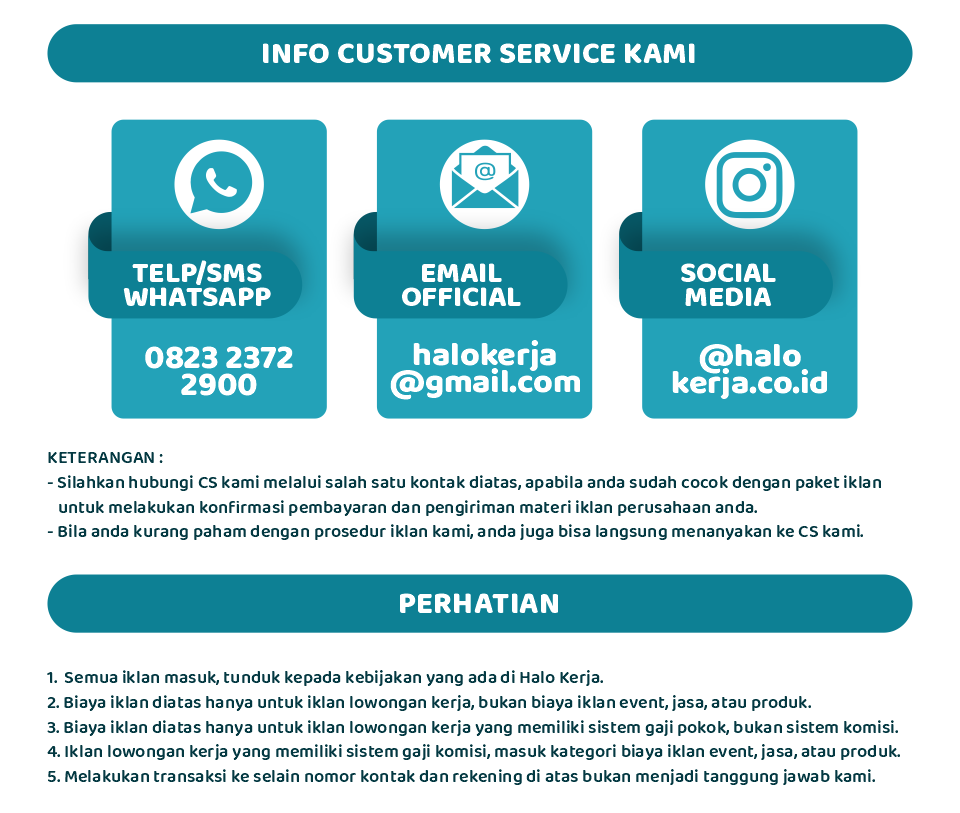 INFO CUSTOMER SERVICE KAMI
@
TELP/SMS
WHATSAPP
0823 2372
2900
EMAIL
OFFICIAL
halokerja
@gmail.com
SOCIAL
MEDIA
@halo
kerja.co.id
KETERANGAN :
- Silahkan hubungi CS kami melalui salah satu kontak diatas, apabila anda sudah cocok dengan paket iklan
untuk melakukan konfirmasi pembayaran dan pengiriman materi iklan perusahaan anda.
- Bila anda kurang paham dengan prosedur iklan kami, anda juga bisa langsung menanyakan ke CS kami.
PERHATIAN
1. Semua iklan masuk, tunduk kepada kebijakan yang ada di Halo Kerja.
2. Biaya iklan diatas hanya untuk iklan lowongan kerja, bukan biaya iklan event, jasa, atau produk.
3. Biaya iklan diatas hanya untuk iklan lowongan kerja yang memiliki sistem gaji pokok, bukan sistem komisi.
4. Iklan lowongan kerja yang memiliki sistem gaji komisi, masuk kategori biaya iklan event, jasa, atau produk.
5. Melakukan transaksi ke selain nomor kontak dan rekening di atas bukan menjadi tanggung jawab kami.